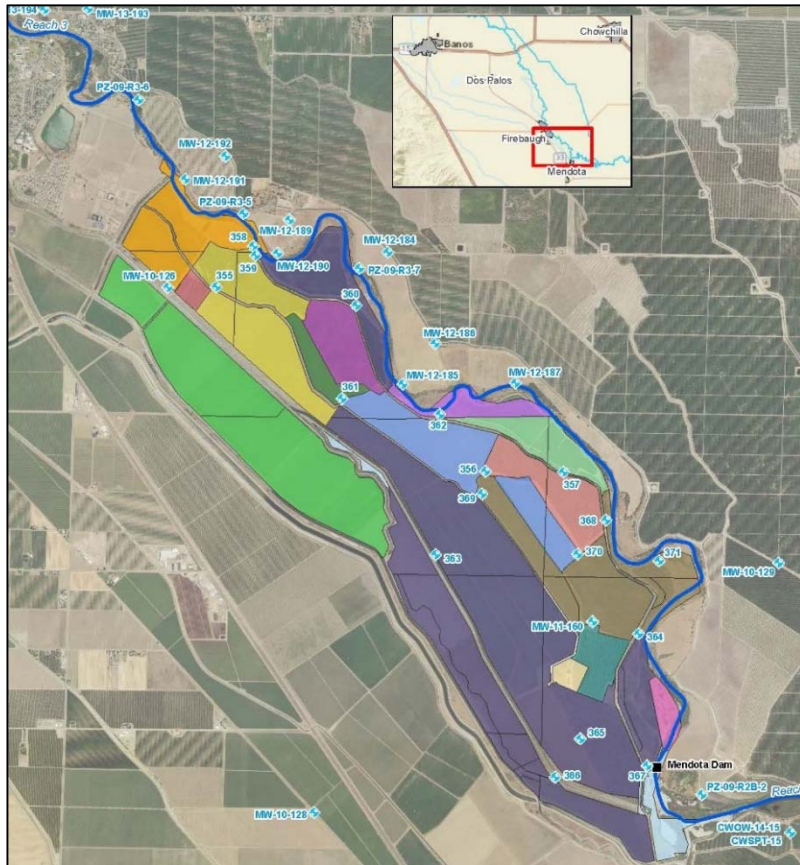 3-194
MW-13-193
Reach 3
PZ-09-R3-6
MW-12-192
MW-12-191
PZ-09-R3-5
MW-12-189
358
359
MW-12-190
MW-12-184
PZ-09-R3-7
MW-10-126
355
360
MW-12-186
MW-12-185
MW-12-187
361
362
356
357
369
368
363
370
371
MW-10-129
MW-11-160
364
365
366
367
Mendota Dam
PZ-09-R2B-2
Reac
MW-10-128
CWOW-14-15
CWSPT-15
Banos
Chowchilla
Dos Palos
Firebaugh
33
Mendota